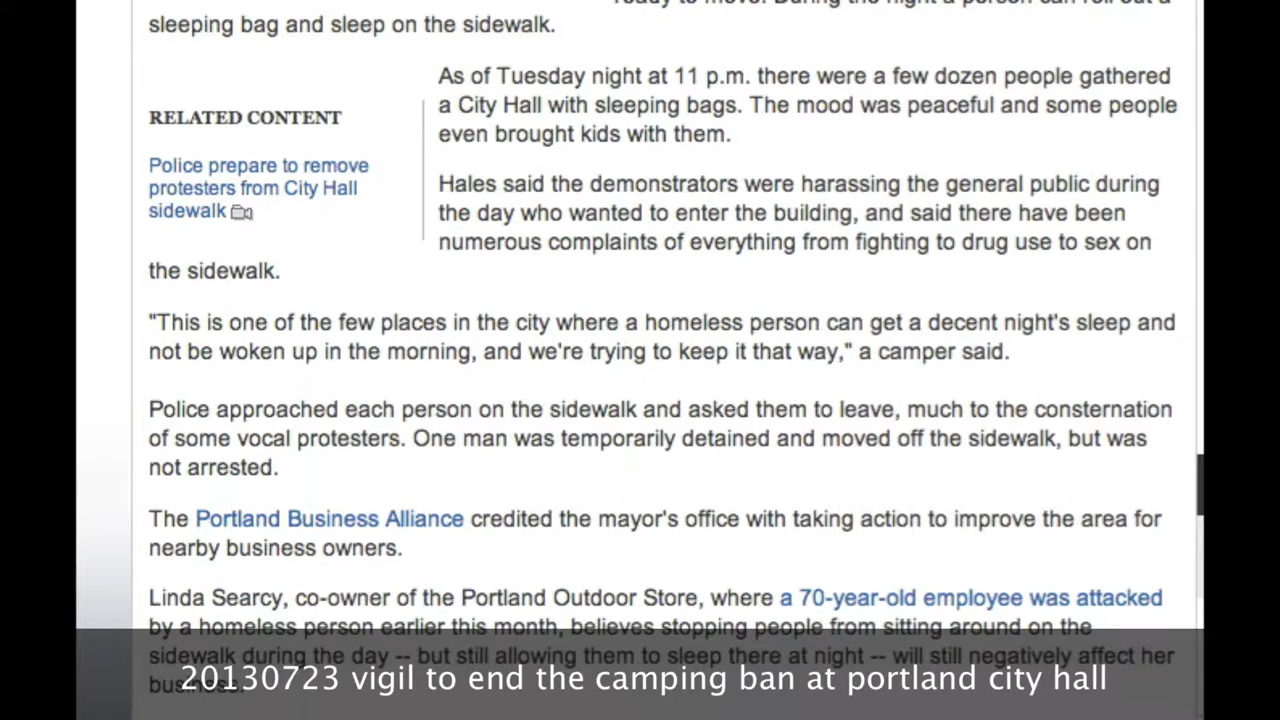 ready to move. During the night a person can roll out a
sleeping bag and sleep on the sidewalk.
As of Tuesday night at 11 p.m. there were a few dozen people gathered
a City Hall with sleeping bags. The mood was peaceful and some people
even brought kids with them.
RELATED CONTENT
Police prepare to remove
protesters from City Hall
sidewalk
Hales said the demonstrators were harassing the general public during
the day who wanted to enter the building, and said there have been
numerous complaints of everything from fighting to drug use to sex on
the sidewalk.
"This is one of the few places in the city where a homeless person can get a decent night's sleep and
not be woken up in the morning, and we're trying to keep it that way," a camper said.
Police approached each person on the sidewalk and asked them to leave, much to the consternation
of some vocal protesters. One man was temporarily detained and moved off the sidewalk, but was
not arrested.
The Portland Business Alliance credited the mayor's office with taking action to improve the area for
nearby business owners.
Linda Searcy, co-owner of the Portland Outdoor Store, where a 70-year-old employee was attacked
by a homeless person earlier this month, believes stopping people from sitting around on the
sidewalk during the day -- but still allowing them to sleep there at night -- will still negatively affect her
business.
20130723 vigil to end the camping ban at portland city hall